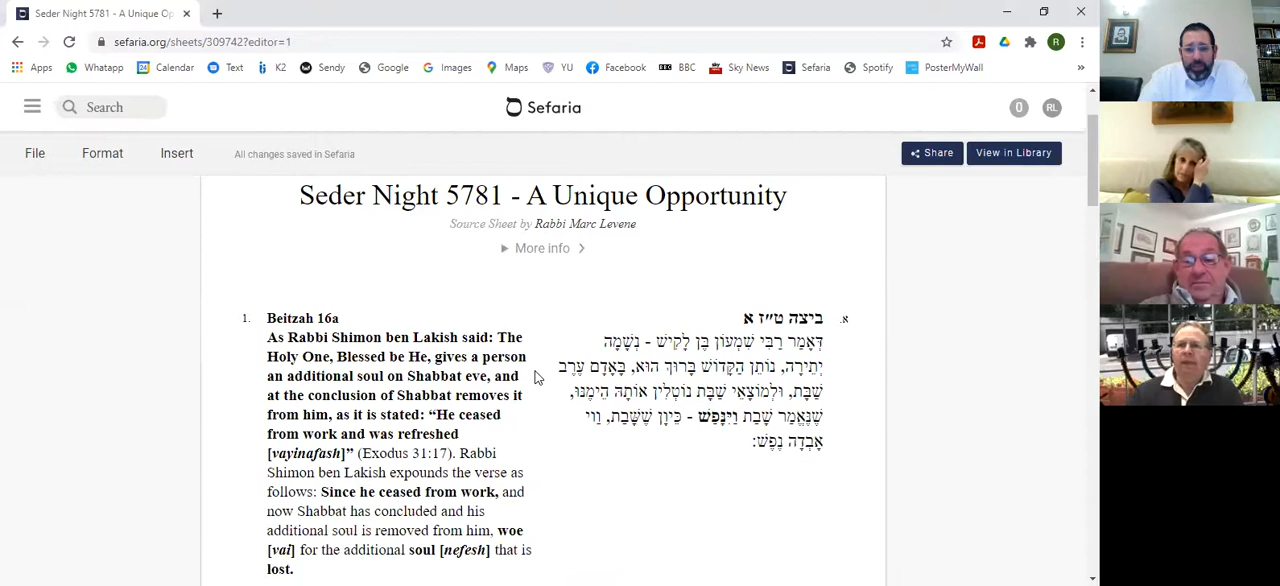 Seder Night 5781 - A Unique Op
sefaria.org/sheets/309742?editor=1
R
Apps Whatapp Calendar Text K2 Sendy Google Images Maps YU Facebook BBC Sky News Sefaria Spotify PosterMyWall »
Search
Sefaria
0 RL
File Format Insert All changes saved in Sefaria
Share View in Library
Seder Night 5781 - A Unique Opportunity
Source Sheet by Rabbi Marc Levene
More info
1. Beitzah 16a
As Rabbi Shimon ben Lakish said: The
Holy One, Blessed be He, gives a person
an additional soul on Shabbat eve, and
at the conclusion of Shabbat removes it
from him, as it is stated: “He ceased
from work and was refreshed
[vayinafash]” (Exodus 31:17). Rabbi
Shimon ben Lakish expounds the verse as
follows: Since he ceased from work, and
now Shabbat has concluded and his
additional soul is removed from him, woe
[vai] for the additional soul [nefesh] that is
lost.
א. ביצה ט״ז א
דְּאָמַר רַבִּי שִׁמְעוֹן בֶּן לָקִישׁ - נְשָׁמָה
יְתֵירָה, נוֹתֵן הַקָּדוֹשׁ בָּרוּךְ הוּא, בָּאָדָם עֶרֶב
שַׁבָּת, וּלְמוֹצָאֵי שַׁבָּת נוֹטְלִין אוֹתָהּ הֵימֶנּוּ,
שֶׁנֶּאֱמַר שָׁבַת וַיִּנָּפַשׁ - כֵּיוָן שֶׁשָּׁבַת, וַוי
אָבְדָה נֶפֶשׁ: